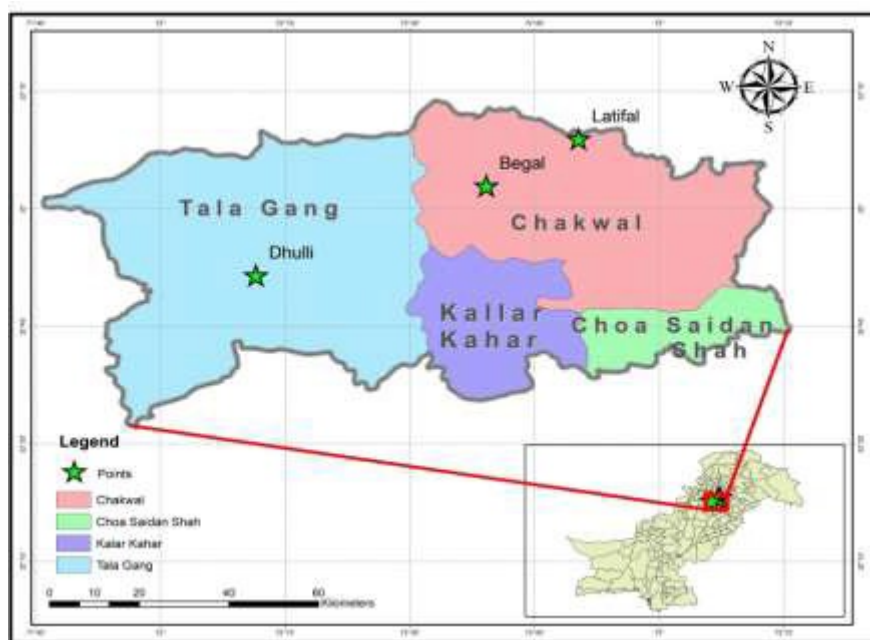 N
W E
S
Latifal
Begal
Tala Gang
Chakwal
Dhulli
Kallar
Kahar
Choa Saidan
Shah
Legend
Points
Chakwal
Choa Saidan Shah
Kalar Kahar
Tala Gang
0 10 20 40 60
Kilometers